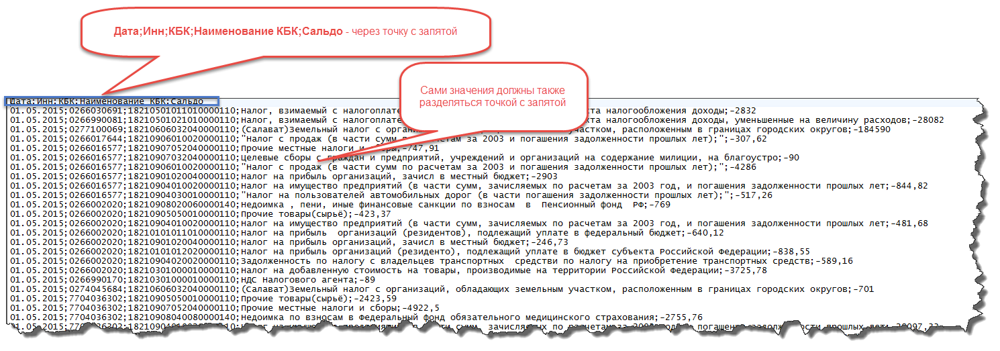 Дата;Инн;КБК;Наименование КБК;Сальдо - через точку с запятой
Сами значения должны также
разделяться точкой с запятой
Дата;Инн;КБК;Наименование КБК;Сальдо
01.05.2015;0266030691;18210501011010000110;Налог, взимаемый с налогоплате кта налогообложения доходы;-2832
01.05.2015;0266990081;18210501021010000110;Налог, взимаемый с налогоплате кта налогообложения доходы, уменьшенные на величину расходов;-28082
01.05.2015;0277100069;18210606032040000110;(Салават)Земельный налог с орган участком, расположенным в границах городских округов;-184590
01.05.2015;0266017644;18210906010020000110;"Налог с продаж (в части сумм по расчетам за 2003 и погашения задолженности прошлых лет);";-307,62
01.05.2015;0266016577;18210907052040000110;Прочие местные налоги и сборы;-747,91
01.05.2015;0266016577;18210907032040000110;Целевые сборы с граждан и предприятий, учреждений и организаций на содержание милиции, на благоустро;-90
01.05.2015;0266016577;18210906010020000110;"Налог с продаж (в части сумм по расчетам за 2003 и погашения задолженности прошлых лет);";-4286
01.05.2015;0266016577;18210901020040000110;Налог на прибыль организаций, зачисл в местный бюджет;-2903
01.05.2015;0266016577;18210904010020000110;Налог на имущество предприятий (в части сумм, зачисляемых по расчетам за 2003 год, и погашения задолженности прошлых лет;-844,82
01.05.2015;0266016577;18210904030010000110;"Налог на пользователей автомобильных дорог (в части погашения задолженности прошлых лет);";-517,26
01.05.2015;0266002020;18210908020060000140;Недоимка , пени, иные финансовые санкции по взносам  в  Пенсионный фонд  РФ;-769
01.05.2015;0266002020;18210905050010000110;Прочие товары(сырьё);-423,37
01.05.2015;0266002020;18210904010020000110;Налог на имущество предприятий (в части сумм, зачисляемых по расчетам за 2003 год, и погашения задолженности прошлых лет;-481,68
01.05.2015;0266002020;18210101011010000110;Налог на прибыль  организаций (резидентов), подлежащий уплате в федеральный бюджет;-640,12
01.05.2015;0266002020;18210901020040000110;Налог на прибыль организаций, зачисл в местный бюджет;-246,73
01.05.2015;0266002020;18210101012020000110;Налог на прибыль организаций (резиденто), подлежащий уплате в бюджет субъекта Российской Федерации;-838,55
01.05.2015;0266002020;18210904020020000110;Задолженность по налогу с владельцев транспортных  средстви по налогу на приобретение транспортных средств;-589,16
01.05.2015;0266002020;18210301000010000110;Налог на добавленную стоимость на товары, производимые на территории Российской Федерации;-3725,78
01.05.2015;0266990170;18210301000010000110;НДС Налогового агента;-89
01.05.2015;0274045684;18210606032040000110;(Салават)Земельный налог с организаций, обладающих земельным участком, расположенным в границах городских округов;-701
01.05.2015;7704036302;18210905050010000110;Прочие товары(сырьё);-2423,59
01.05.2015;7704036302;18210907052040000110;Прочие местные налоги и сборы;-4922,5
01.05.2015;7704036302;18210908040080000140;Недоимка по взносам в Федеральный фонд обязательного медицинского страхования;-2755,76